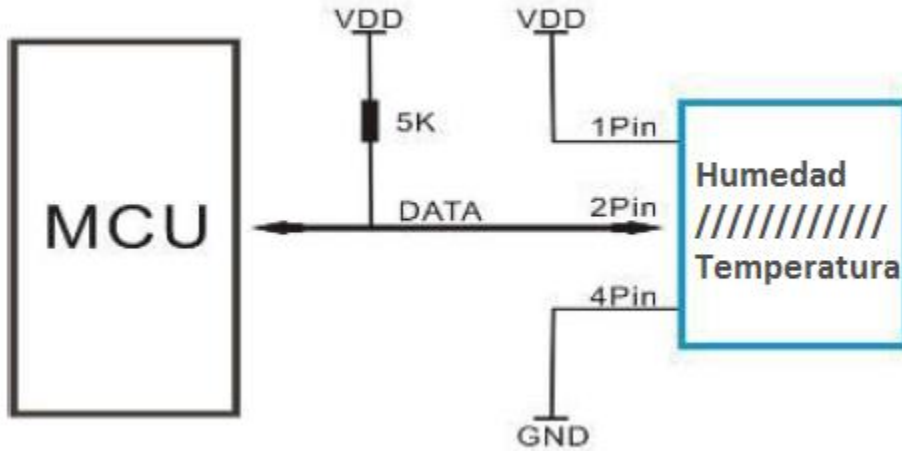 VDD
VDD
5K
1Pin
MCU
DATA
2Pin
Humedad
////////////
Temperatura
4Pin
GND